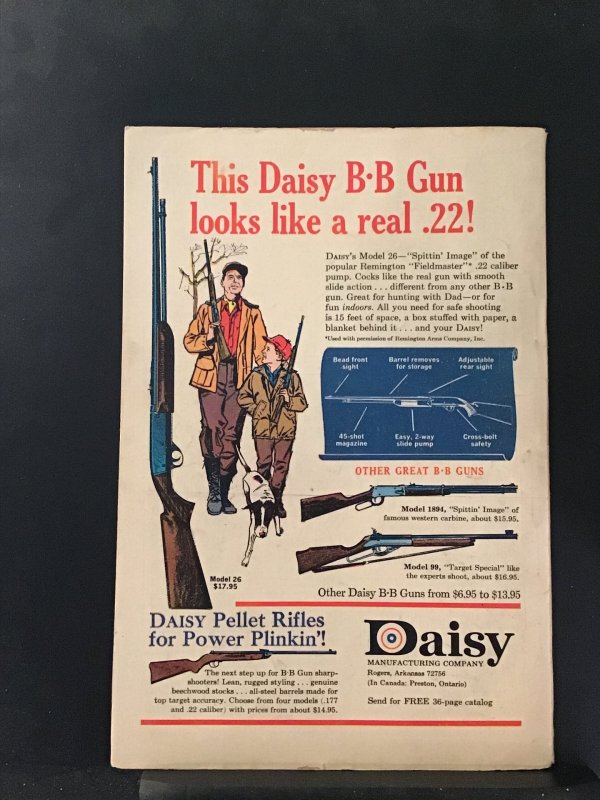 This Daisy B·B Gun
looks like a real .22!
DAISY's Model 26—"Spittin' Image" of the
popular Remington "Fieldmaster"* .22 caliber
pump. Cocks like the real gun with smooth
slide action . . . different from any other B·B
gun. Great for hunting with Dad—or for
fun indoors. All you need for safe shooting
is 15 feet of space, a box stuffed with paper, a
blanket behind it . . . and your DAISY!
*Used with permission of Remington Arms Company, Inc.
Bead front
sight
Barrel removes
for storage
Adjustable
rear sight
45-shot
magazine
Easy, 2-way
slide pump
Cross-bolt
safety
OTHER GREAT B·B GUNS
Model 1894, "Spittin' Image" of
famous western carbine, about $15.95.
Model 99, "Target Special" like
the experts shoot, about $16.95.
Model 26
$17.95
Other Daisy B·B Guns from $6.95 to $13.95
DAISY Pellet Rifles
for Power Plinkin'!
The next step up for B·B Gun sharp-
shooters! Lean, rugged styling . . . genuine
beechwood stocks . . . all-steel barrels made for
top target accuracy. Choose from four models (.177
and .22 caliber) with prices from about $14.95.
Daisy
MANUFACTURING COMPANY
Rogers, Arkansas 72756
(In Canada: Preston, Ontario)
Send for FREE 36-page catalog